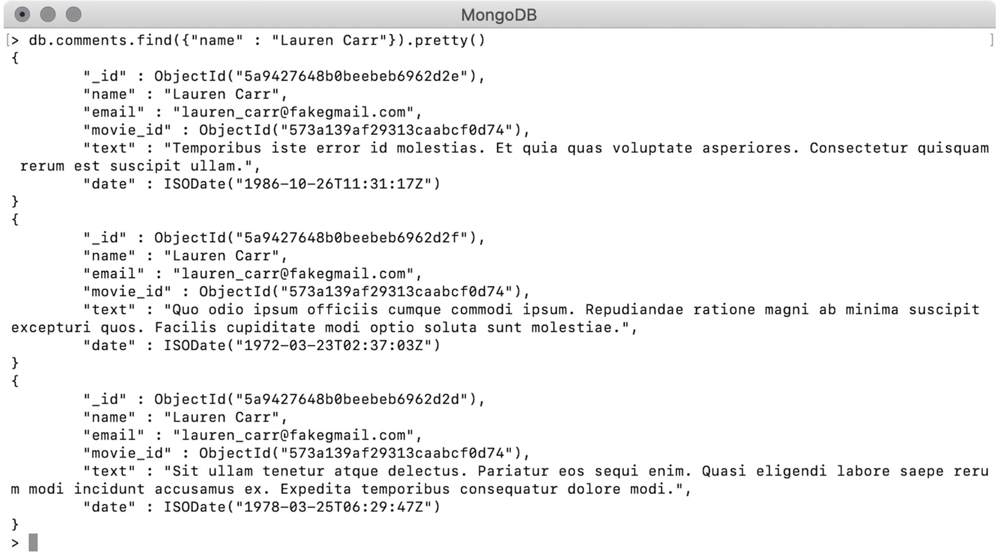 MongoDB
[> db.comments.find({"name" : "Lauren Carr"}).pretty() ]
{
"_id" : ObjectId("5a9427648b0beebeb6962d2e"),
"name" : "Lauren Carr",
"email" : "lauren_carr@fakegmail.com",
"movie_id" : ObjectId("573a139af29313caabcf0d74"),
"text" : "Temporibus iste error id molestias. Et quia quas voluptate asperiores. Consectetur quisquam
rerum est suscipit ullam.",
"date" : ISODate("1986-10-26T11:31:17Z")
}
{
"_id" : ObjectId("5a9427648b0beebeb6962d2f"),
"name" : "Lauren Carr",
"email" : "lauren_carr@fakegmail.com",
"movie_id" : ObjectId("573a139af29313caabcf0d74"),
"text" : "Quo odio ipsum officiis cumque commodi ipsum. Repudiandae ratione magni ab minima suscipit
excepturi quos. Facilis cupiditate modi optio soluta sunt molestiae.",
"date" : ISODate("1972-03-23T02:37:03Z")
}
{
"_id" : ObjectId("5a9427648b0beebeb6962d2d"),
"name" : "Lauren Carr",
"email" : "lauren_carr@fakegmail.com",
"movie_id" : ObjectId("573a139af29313caabcf0d74"),
"text" : "Sit ullam tenetur atque delectus. Pariatur eos sequi enim. Quasi eligendi labore saepe reru
m modi incidunt accusamus ex. Expedita temporibus consequatur dolore modi.",
"date" : ISODate("1978-03-25T06:29:47Z")
}
>